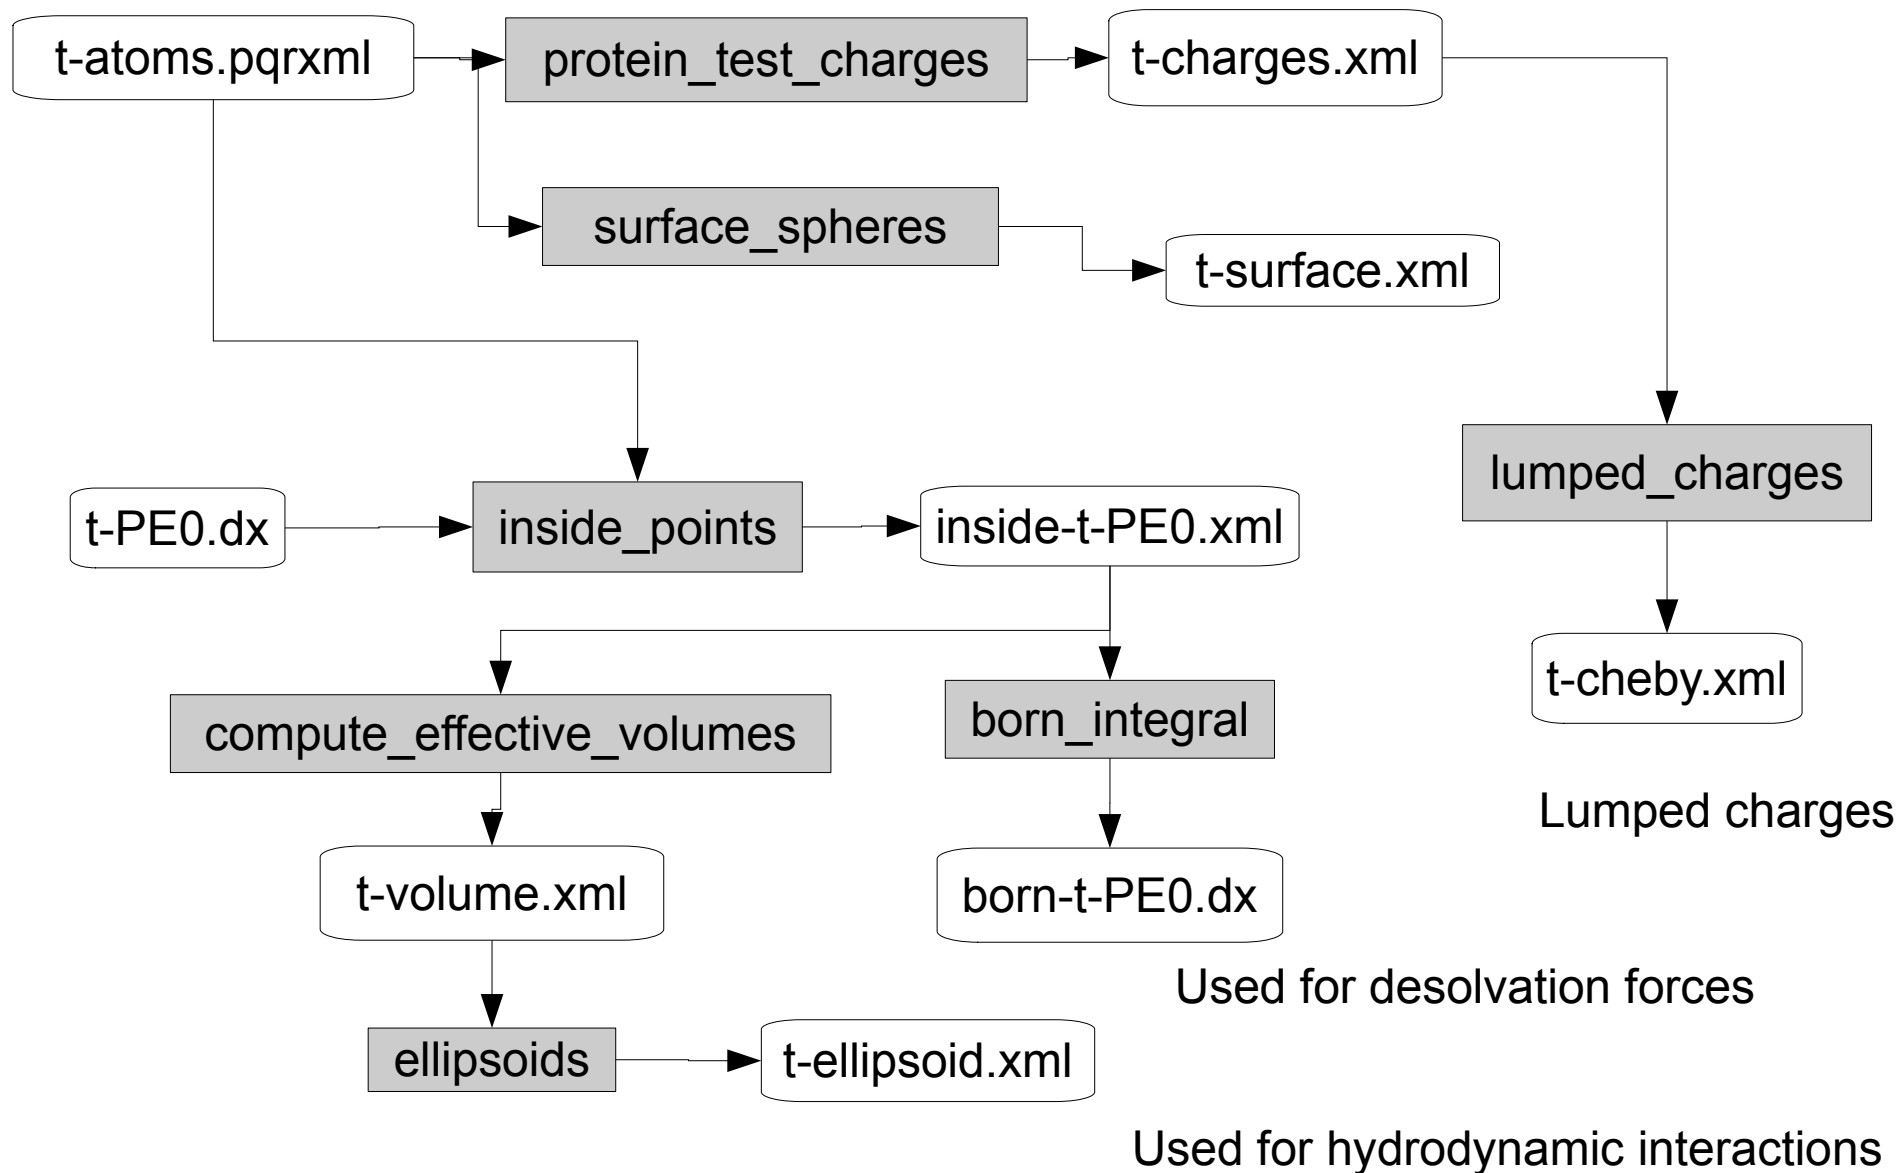 t-atoms.pqrxml
protein_test_charges
t-charges.xml
surface_spheres
t-surface.xml
lumped_charges
t-PE0.dx
inside_points
inside-t-PE0.xml
t-cheby.xml
compute_effective_volumes
born_integral
Lumped charges
t-volume.xml
born-t-PE0.dx
Used for desolvation forces
ellipsoids
t-ellipsoid.xml
Used for hydrodynamic interactions